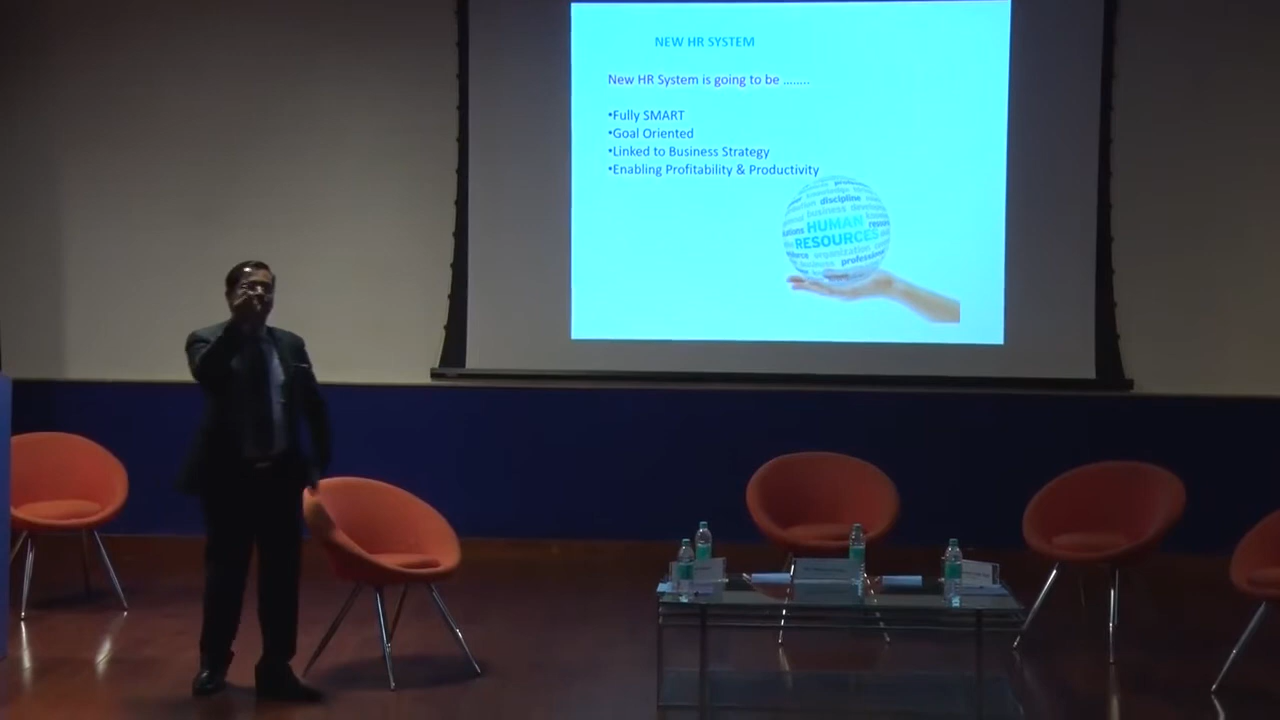 NEW HR SYSTEM
New HR System is going to be ........
•Fully SMART
•Goal Oriented
•Linked to Business Strategy
•Enabling Profitability & Productivity
discipline
business
HUMAN
RESOURCES
organization
business professional